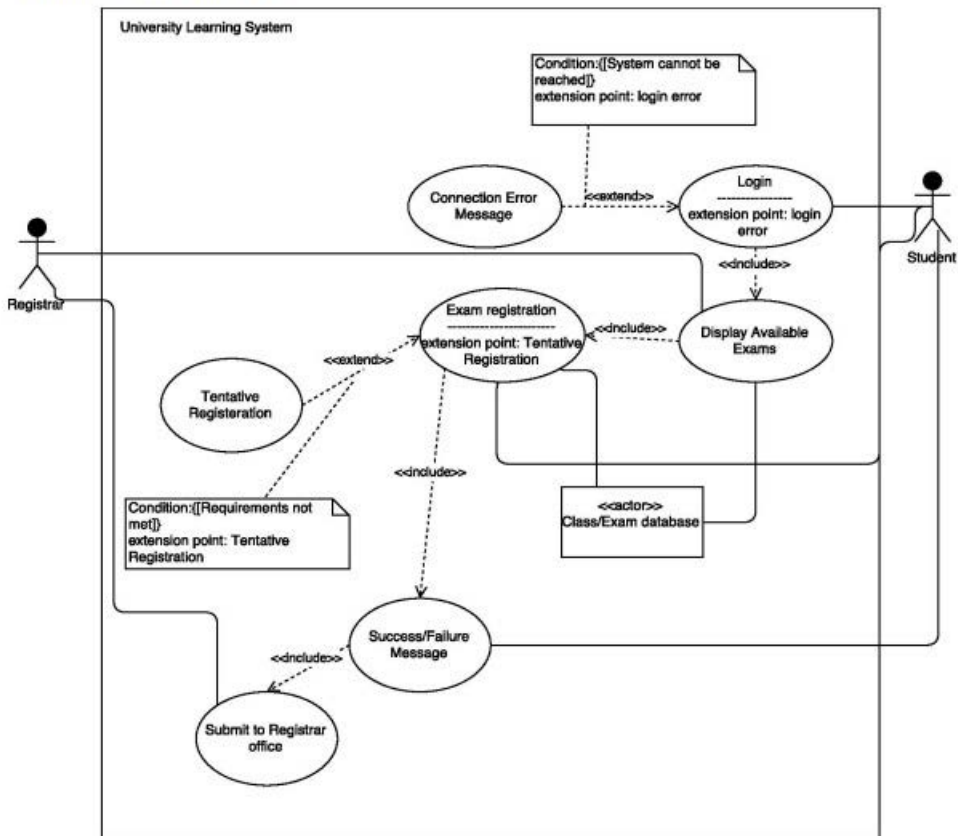 University Learning System
Condition:{[System cannot be
reached]}
extension point: login error
Connection Error
Message
<<extend>>
Login
------------------
extension point: login
error
Student
Registrar
<<include>>
Exam registration
--------------------------
extension point: Tentative
Registration
<<include>>
Display Available
Exams
<<extend>>
Tentative
Registeration
<<include>>
Condition:{[Requirements not
met]}
extension point: Tentative
Registration
<<actor>>
Class/Exam database
Success/Failure
Message
<<include>>
Submit to Registrar
office